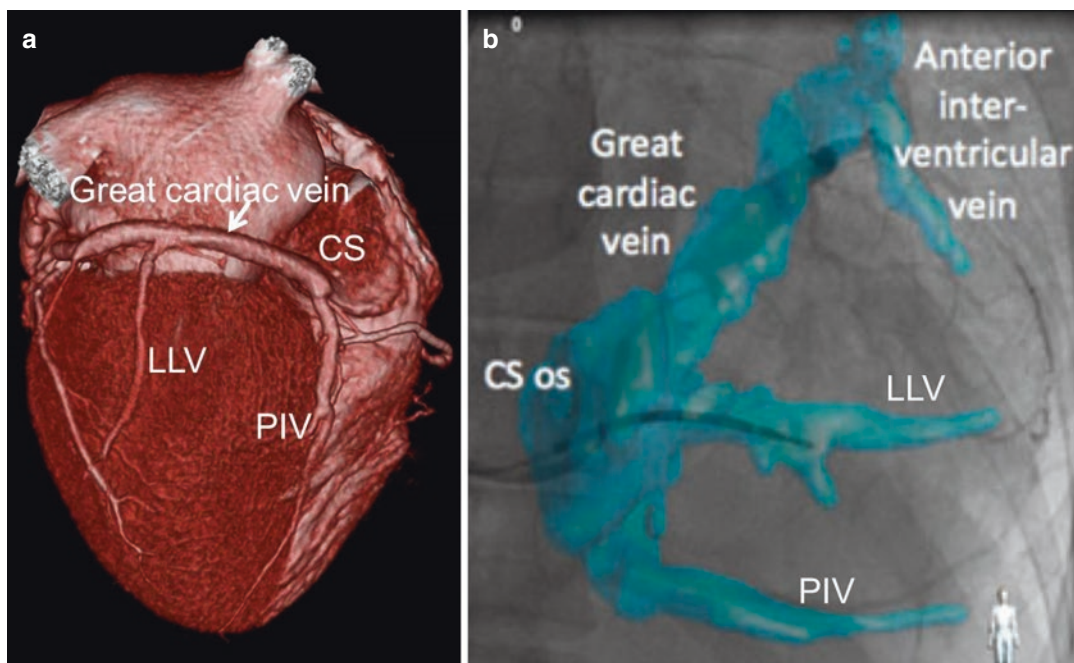 a
Great cardiac vein
CS
LLV
PIV
b
0
Anterior
inter-
ventricular
vein
Great
cardiac
vein
CS os
LLV
PIV